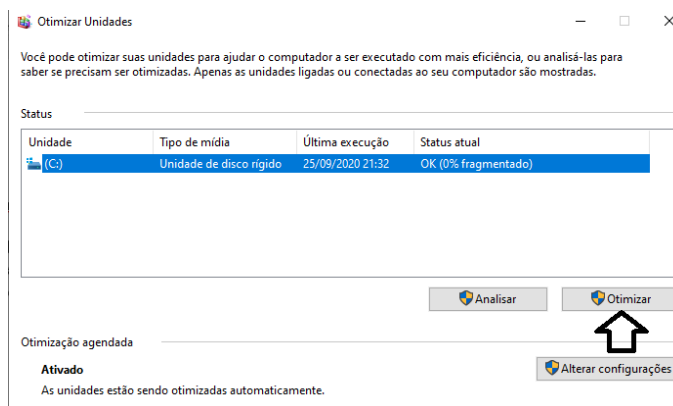 Otimizar Unidades
Você pode otimizar suas unidades para ajudar o computador a ser executado com mais eficiência, ou analisá-las para
saber se precisam ser otimizadas. Apenas as unidades ligadas ou conectadas ao seu computador são mostradas.
Status
Unidade Tipo de mídia Última execução Status atual
(C:) Unidade de disco rígido 25/09/2020 21:32 OK (0% fragmentado)
Analisar Otimizar
Otimização agendada
Ativado Alterar configurações
As unidades estão sendo otimizadas automaticamente.